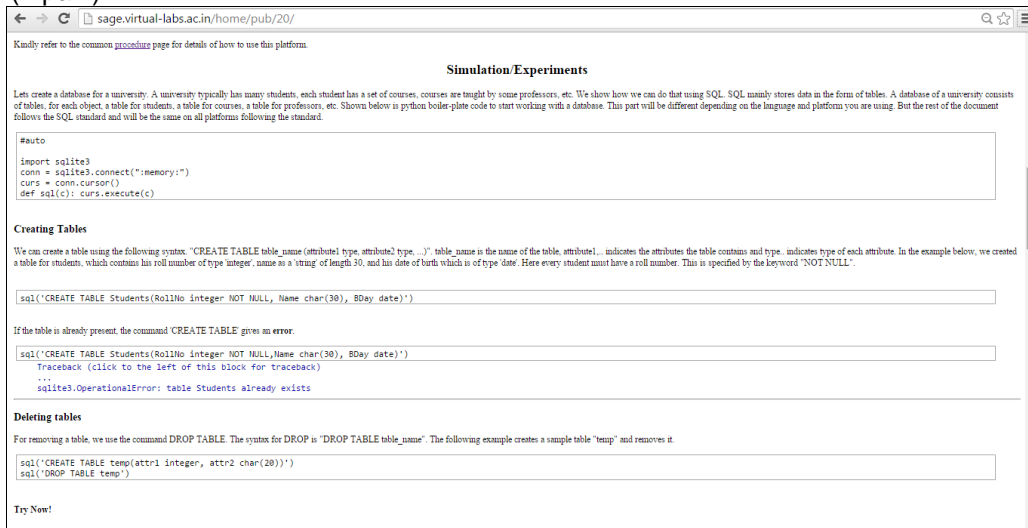 sage.virtual-labs.ac.in/home/pub/20/
Kindly refer to the common procedure page for details of how to use this platform.
Simulation/Experiments
Lets create a database for a university. A university typically has many students, each student has a set of courses, courses are taught by some professors, etc. We show how we can do that using SQL. SQL mainly stores data in the form of tables. A database of a university consists
of tables, for each object, a table for students, a table for courses, a table for professors, etc. Shown below is python boiler-plate code to start working with a database. This part will be different depending on the language and platform you are using. But the rest of the document
follows the SQL standard and will be the same on all platforms following the standard.
#auto
import sqlite3
conn = sqlite3.connect(":memory:")
curs = conn.cursor()
def sql(c): curs.execute(c)
Creating Tables
We can create a table using the following syntax. "CREATE TABLE table_name (attribute1 type, attribute2 type, ...)". table_name is the name of the table, attribute1,.. indicates the attributes the table contains and type.. indicates type of each attribute. In the example below, we created
a table for students, which contains his roll number of type 'integer', name as a 'string' of length 30, and his date of birth which is of type 'date'. Here every student must have a roll number. This is specified by the keyword "NOT NULL".
sql('CREATE TABLE Students(RollNo integer NOT NULL, Name char(30), BDay date)')
If the table is already present, the command 'CREATE TABLE' gives an error.
sql('CREATE TABLE Students(RollNo integer NOT NULL,Name char(30), BDay date)')
Traceback (click to the left of this block for traceback)
...
sqlite3.OperationalError: table Students already exists
Deleting tables
For removing a table, we use the command DROP TABLE. The syntax for DROP is "DROP TABLE table_name". The following example creates a sample table "temp" and removes it.
sql('CREATE TABLE temp(attr1 integer, attr2 char(20))')
sql('DROP TABLE temp')
Try Now!